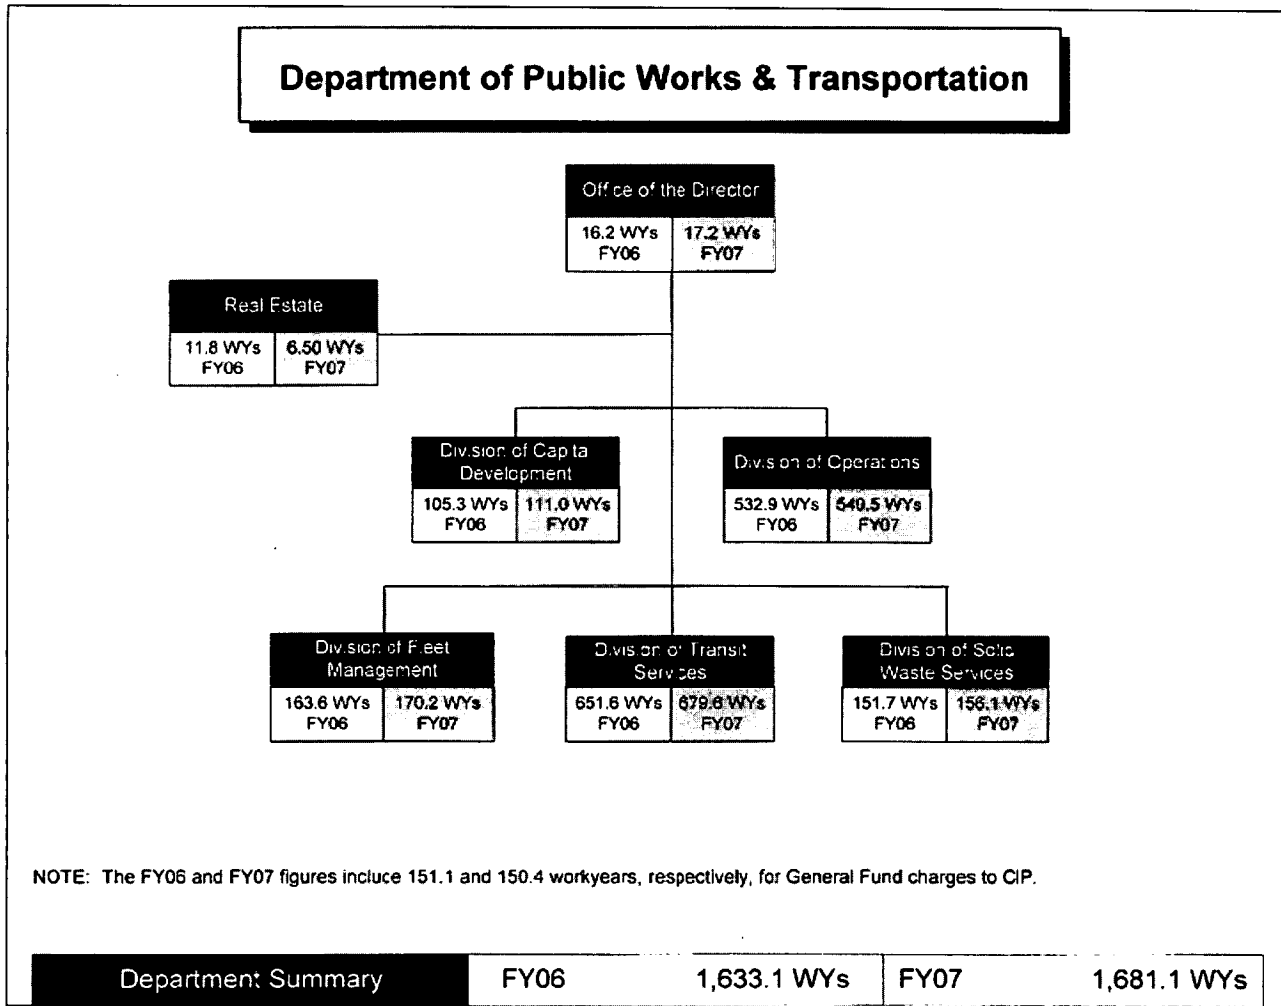 Department of Public Works & Transportation
Office of the Director
16.2 WYs 17.2 WYs
FY06 FY07
Real Estate
11.8 WYs 6.50 WYs
FY06 FY07
Division of Capital
Development
Division of Operations
105.3 WYs 111.0 WYs
FY06 FY07
532.9 WYs 540.5 WYs
FY06 FY07
Division of Fleet
Management
Division of Transit
Services
Division of Solid
Waste Services
163.6 WYs 170.2 WYs
FY06 FY07
651.6 WYs 679.6 WYs
FY06 FY07
151.7 WYs 156.1 WYs
FY06 FY07
NOTE: The FY06 and FY07 figures include 151.1 and 150.4 workyears, respectively, for General Fund charges to CIP.
Department Summary FY06 1,633.1 WYs FY07 1,681.1 WYs